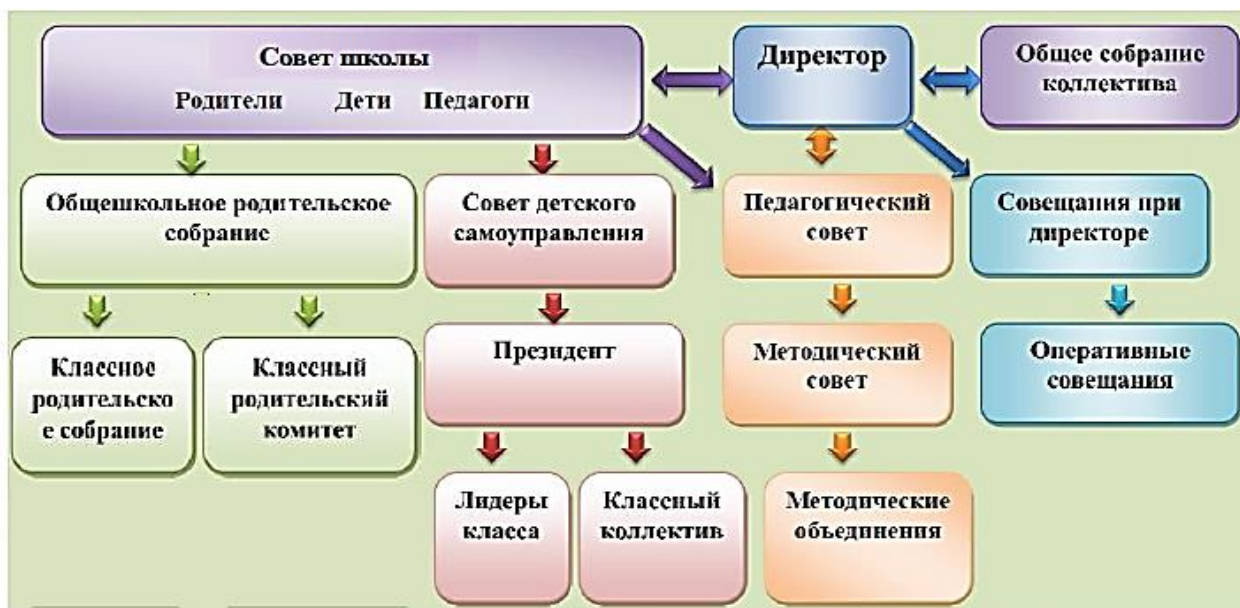 Совет школы
Родители Дети Педагоги
Директор
Общее собрание
коллектива
Общешкольное родительское
собрание
Совет детского
самоуправления
Педагогический
совет
Совещания при
директоре
Классное
родительско
е собрание
Классный
родительский
комитет
Президент
Методический
совет
Оперативные
совещания
Лидеры
класса
Классный
коллектив
Методические
объединения